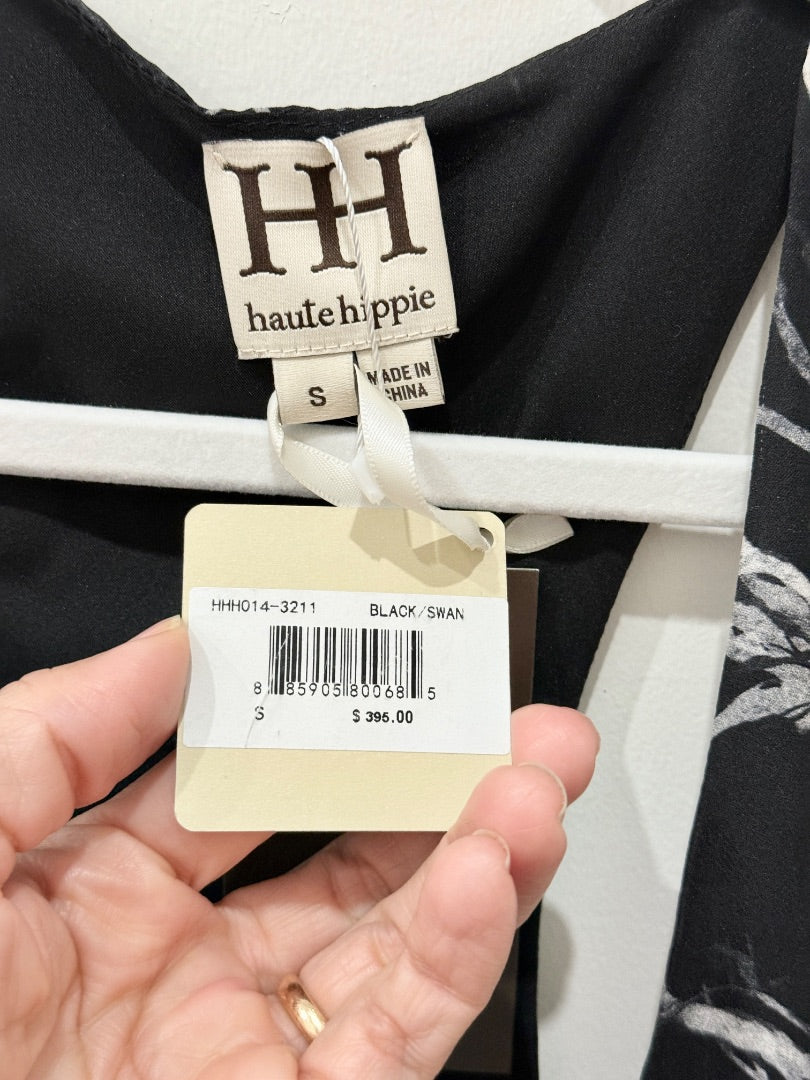 HH
haute hippie
S
MADE IN
CHINA
HHH014-3211 BLACK/SWAN
8 85905 80068 5
S $ 395.00